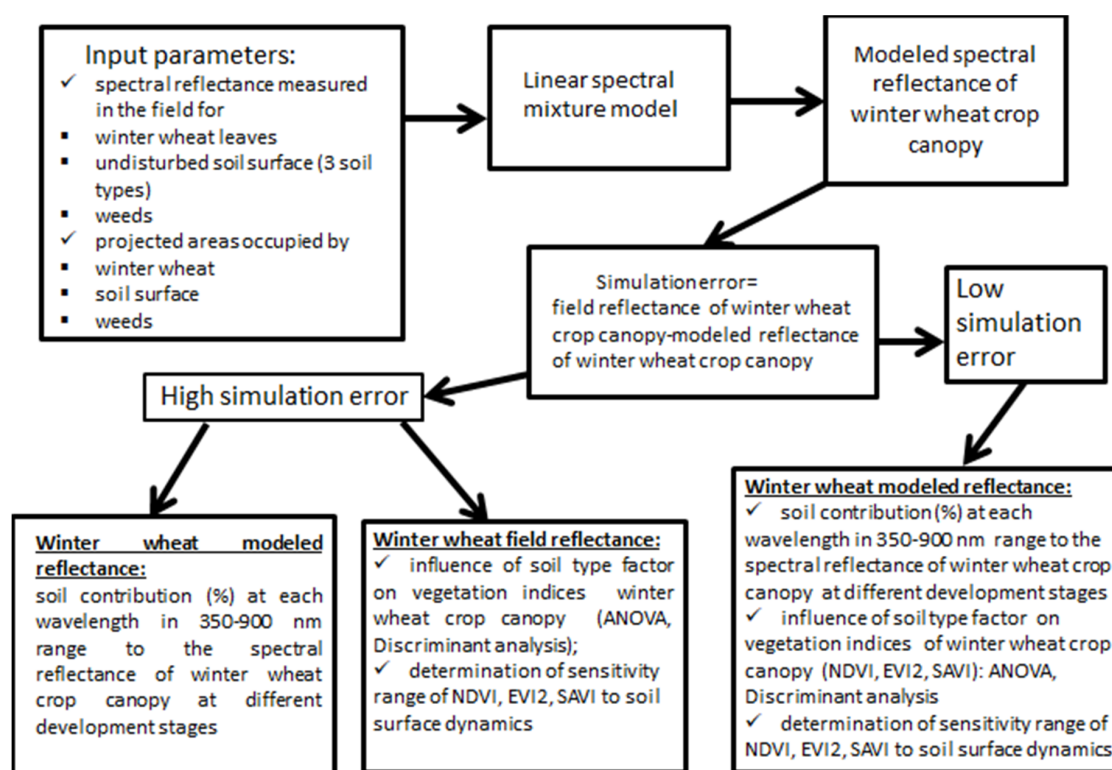 Input parameters:
✓ spectral reflectance measured
in the field for
▪ winter wheat leaves
▪ undisturbed soil surface (3 soil
types)
▪ weeds
✓ projected areas occupied by
▪ winter wheat
▪ soil surface
▪ weeds
Linear spectral
mixture model
Modeled spectral
reflectance of
winter wheat crop
canopy
Simulation error=
field reflectance of winter wheat
crop canopy-modeled reflectance
of winter wheat crop canopy
Low
simulation
error
High simulation error
Winter wheat modeled
reflectance:
soil contribution (%) at each
wavelength in 350-900 nm
range to the spectral
reflectance of winter wheat
crop canopy at different
development stages
Winter wheat field reflectance:
✓ influence of soil type factor
on vegetation indices winter
wheat crop canopy (ANOVA,
Discriminant analysis);
✓ determination of sensitivity
range of NDVI, EVI2, SAVI to soil
surface dynamics
Winter wheat modeled reflectance:
✓ soil contribution (%) at each
wavelength in 350-900 nm range to the
spectral reflectance of winter wheat crop
canopy at different development stages
✓ influence of soil type factor on
vegetation indices of winter wheat crop
canopy (NDVI, EVI2, SAVI): ANOVA,
Discriminant analysis
✓ determination of sensitivity range of
NDVI, EVI2, SAVI to soil surface dynamics